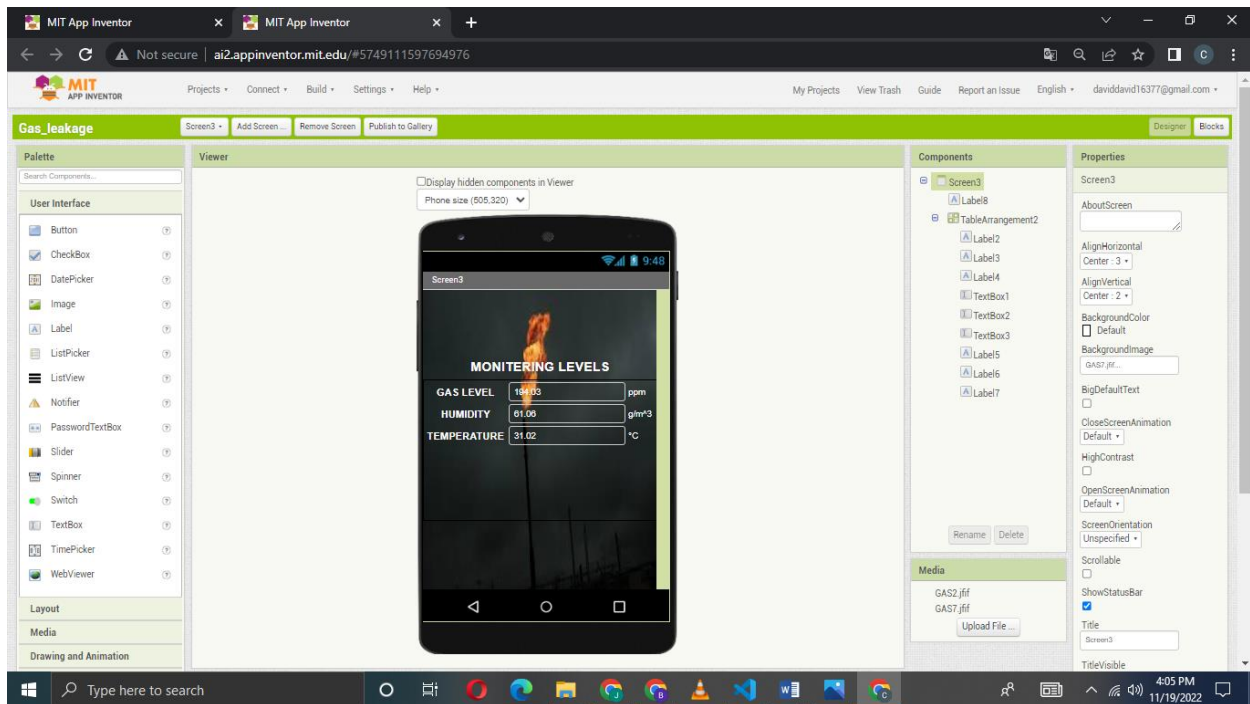 MIT App Inventor
MIT App Inventor
Not secure | ai2.appinventor.mit.edu/#5749111597694976
MIT
APP INVENTOR
Projects Connect Build Settings Help
My Projects View Trash Guide Report an Issue English daviddavid16377@gmail.com
Gas_leakage
Screen3 Add Screen ... Remove Screen Publish to Gallery
Designer Blocks
Palette
Search Components...
User Interface
Button
CheckBox
DatePicker
Image
Label
ListPicker
ListView
Notifier
PasswordTextBox
Slider
Spinner
Switch
TextBox
TimePicker
WebViewer
Layout
Media
Drawing and Animation
Viewer
Display hidden components in Viewer
Phone size (505,320)
9:48
Screen3
MONITERING LEVELS
GAS LEVEL 194.03 ppm
HUMIDITY 61.06 g/m^3
TEMPERATURE 31.02 °C
Components
Screen3
Label8
TableArrangement2
Label2
Label3
Label4
TextBox1
TextBox2
TextBox3
Label5
Label6
Label7
Rename Delete
Media
GAS2.jfif
GAS7.jfif
Upload File ...
Properties
Screen3
AboutScreen
AlignHorizontal
Center : 3
AlignVertical
Center : 2
BackgroundColor
Default
BackgroundImage
GAS7.jfif...
BigDefaultText
CloseScreenAnimation
Default
HighContrast
OpenScreenAnimation
Default
ScreenOrientation
Unspecified
Scrollable
ShowStatusBar
Title
Screen3
TitleVisible
Type here to search
4:05 PM
11/19/2022